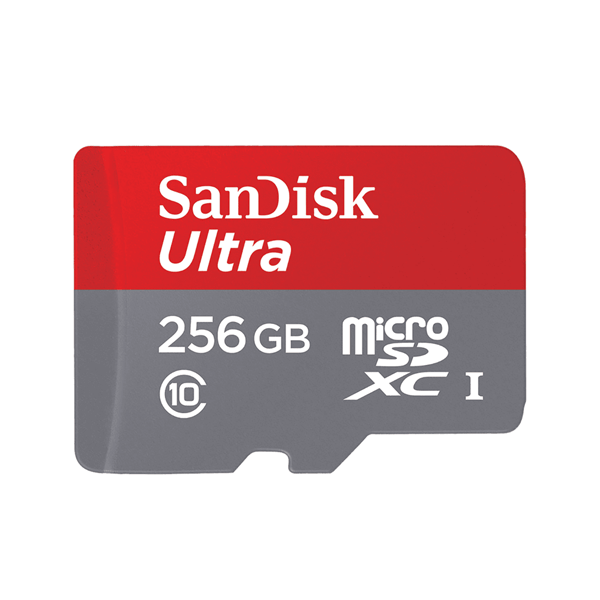 SanDisk
Ultra
256 GB
micro
SD
XC I
10